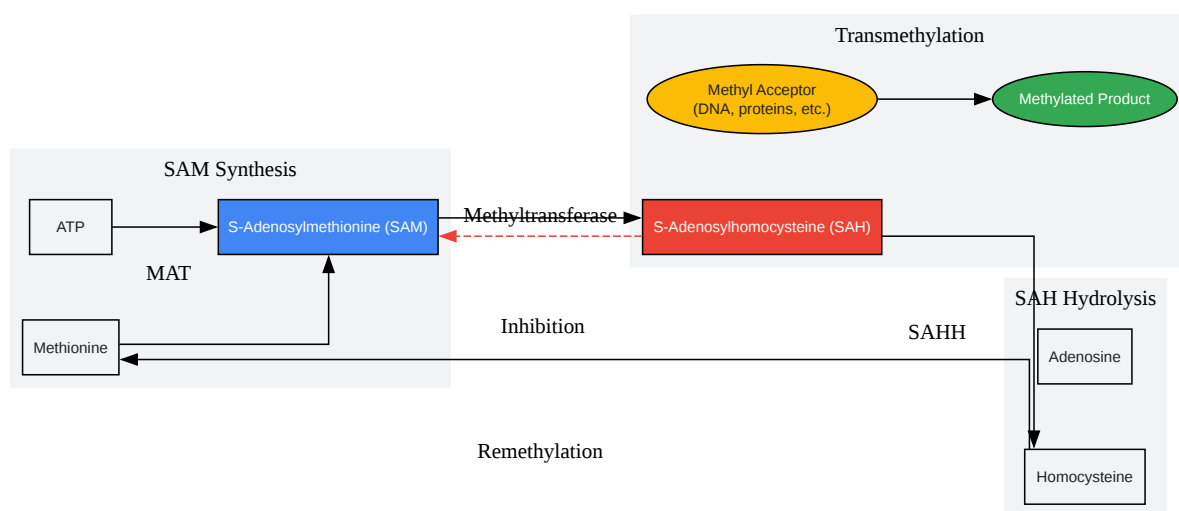 Transmethylation
Methyl Acceptor
(DNA, proteins, etc.)
Methylated Product
SAM Synthesis
ATP
S-Adenosylmethionine (SAM)
Methyltransferase
S-Adenosylhomocysteine (SAH)
MAT
SAH Hydrolysis
Inhibition
SAHH
Methionine
Adenosine
Remethylation
Homocysteine